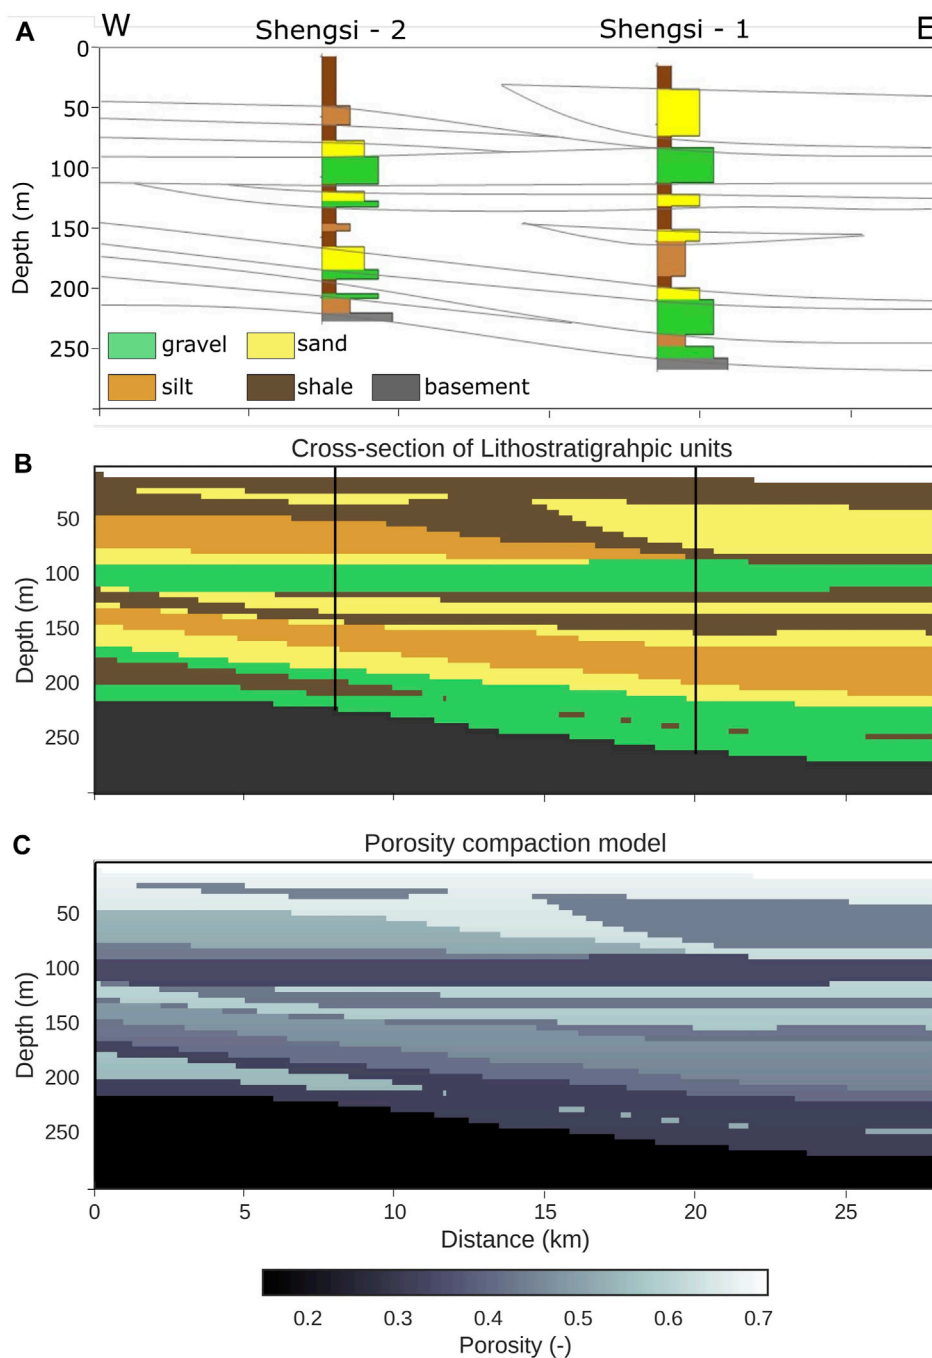 A W Shengsi - 2 Shengsi - 1 E
0
50
100
150
200
250
Depth (m)
gravel sand
silt shale basement
B Cross-section of Lithostratigrahpic units
50
100
150
200
250
Depth (m)
C Porosity compaction model
50
100
150
200
250
Depth (m)
0 5 10 15 20 25
Distance (km)
0.2 0.3 0.4 0.5 0.6 0.7
Porosity (-)